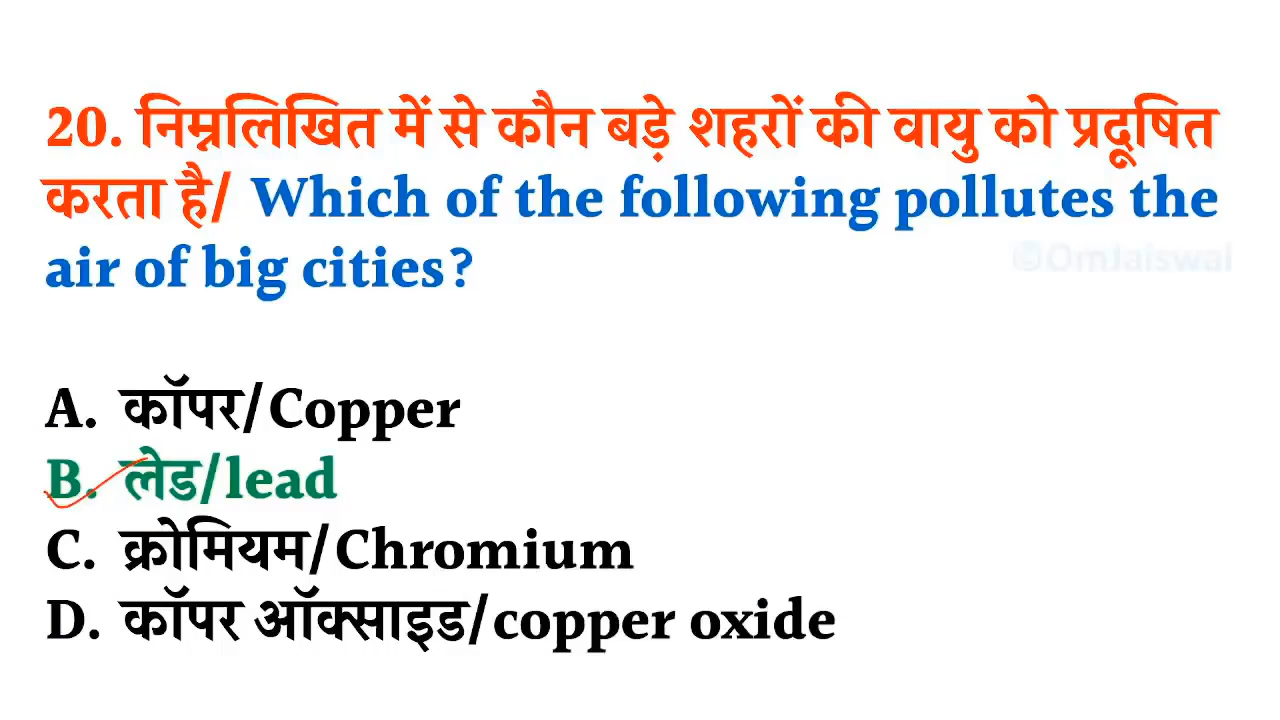 20. निम्नलिखित में से कौन बड़े शहरों की वायु को प्रदूषित
करता है/ Which of the following pollutes the
air of big cities?
@OmJaiswal
A. कॉपर/Copper
B. लेड/lead
C. क्रोमियम/Chromium
D. कॉपर ऑक्साइड/copper oxide